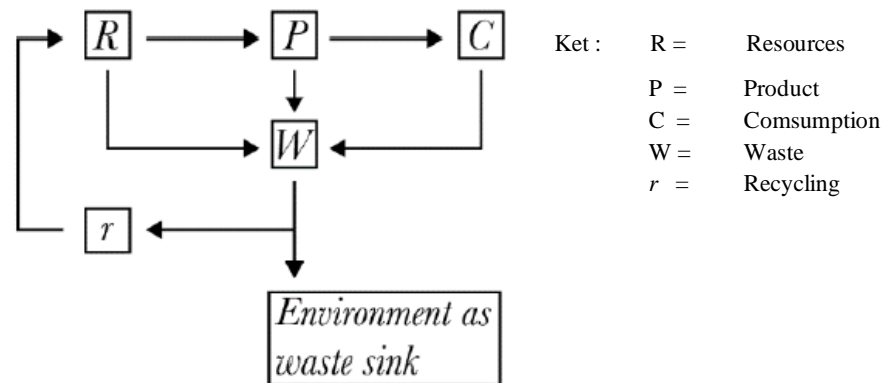 R P C
Ket : R = Resources
P = Product
C = Comsumption
W W = Waste
r = Recycling
r
Environment as
waste sink